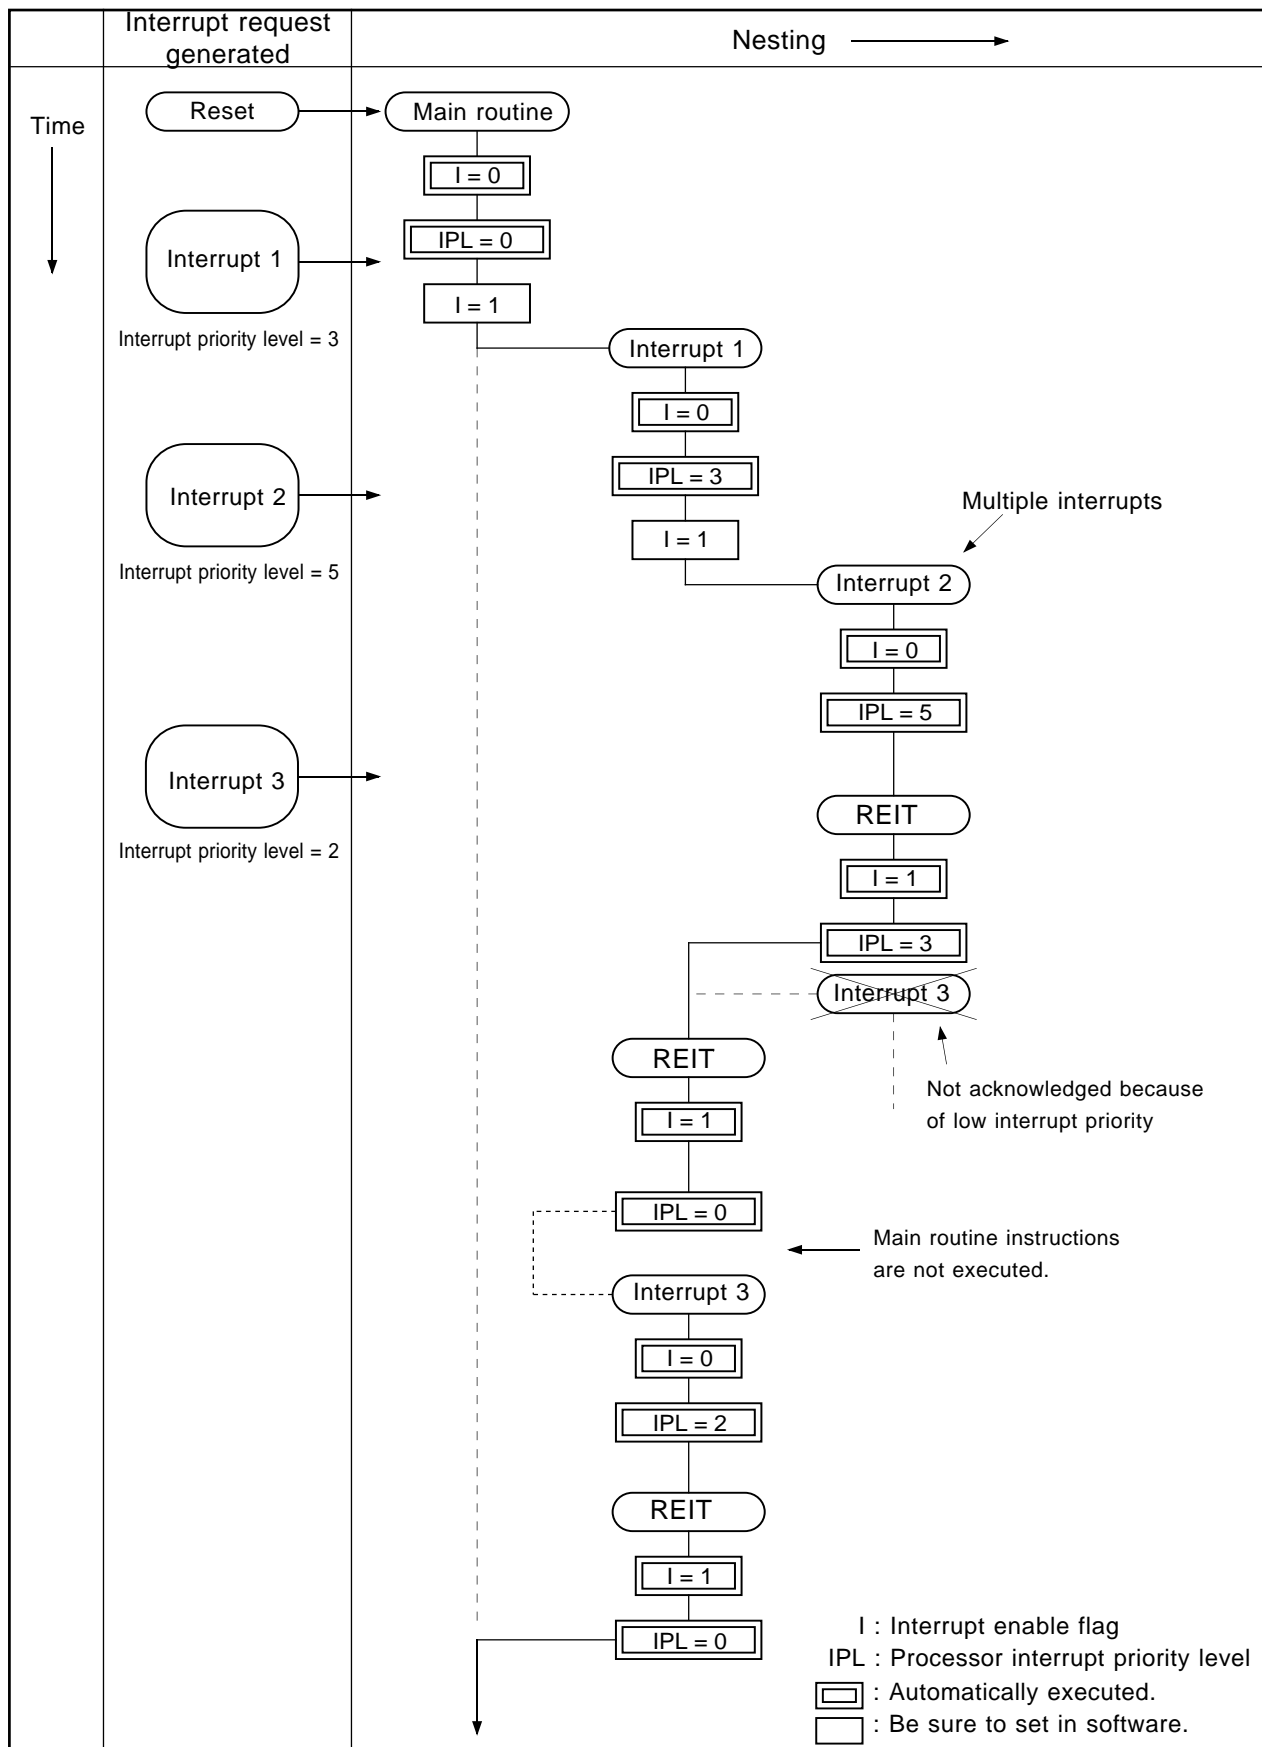 Interrupt request
generated
Nesting
Time
Reset
Main routine
I = 0
IPL = 0
Interrupt 1
I = 1
Interrupt priority level = 3
Interrupt 1
I = 0
IPL = 3
Interrupt 2
I = 1
Multiple interrupts
Interrupt priority level = 5
Interrupt 2
I = 0
IPL = 5
Interrupt 3
Interrupt priority level = 2
REIT
I = 1
IPL = 3
Interrupt 3
Not acknowledged because
of low interrupt priority
REIT
I = 1
IPL = 0
Main routine instructions
are not executed.
Interrupt 3
I = 0
IPL = 2
REIT
I = 1
IPL = 0
I : Interrupt enable flag
IPL : Processor interrupt priority level
: Automatically executed.
: Be sure to set in software.